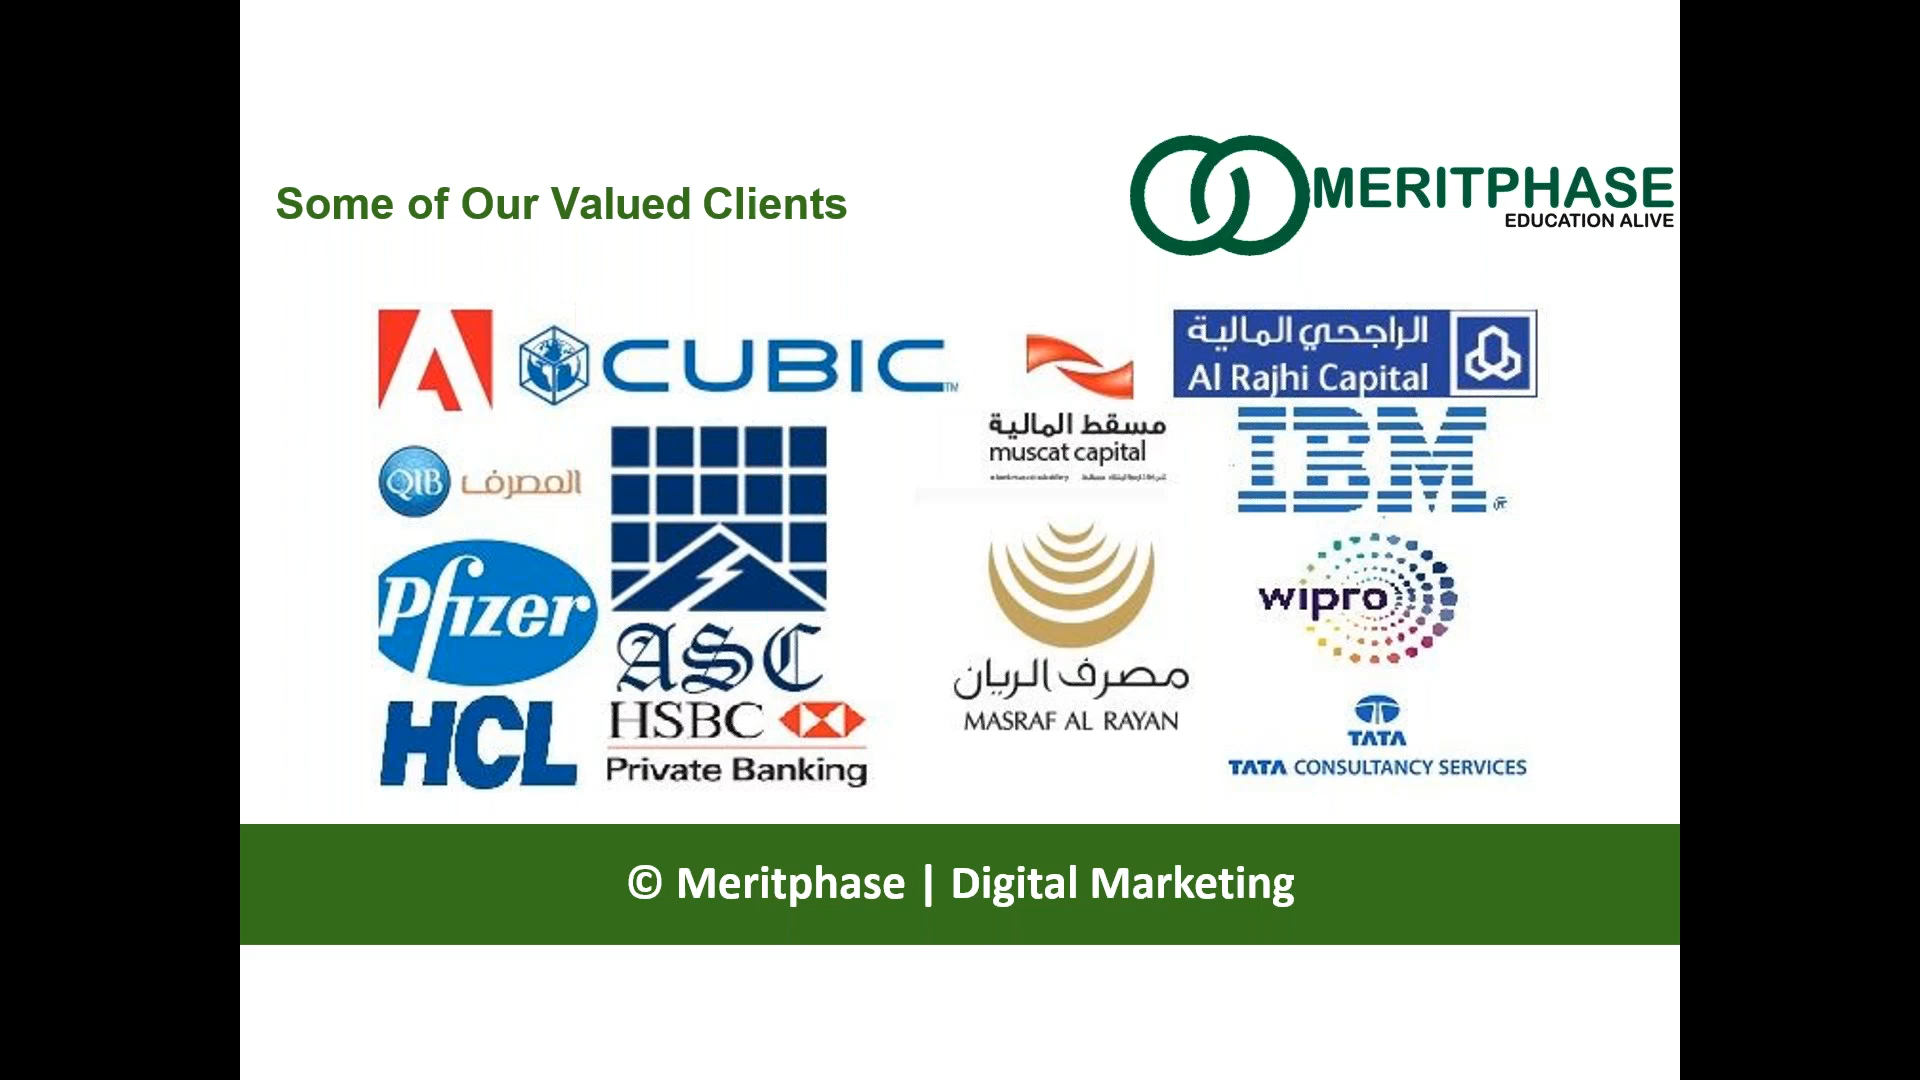 Some of Our Valued Clients
MERITPHASE
EDUCATION ALIVE
CUBIC™
الراجحي المالية
Al Rajhi Capital
مسقط المالية
muscat capital
IBM®
QIB المصرف
Pfizer
ASC
wipro
مصرف الريان
MASRAF AL RAYAN
HCL
HSBC
Private Banking
TATA
TATA CONSULTANCY SERVICES
© Meritphase | Digital Marketing